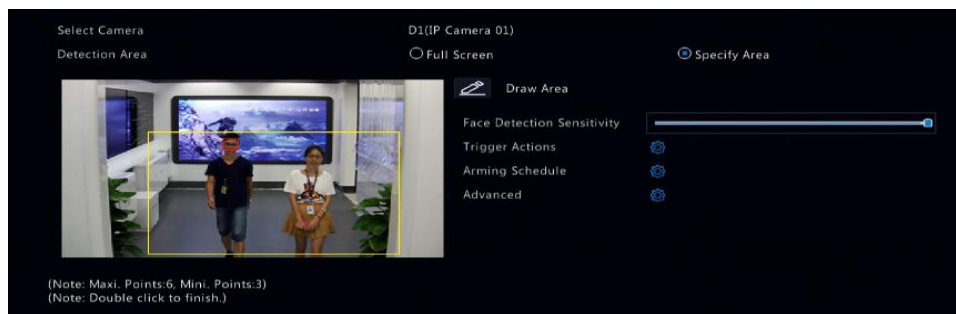 Select Camera D1(IP Camera 01)
Detection Area Full Screen Specify Area
Draw Area
Face Detection Sensitivity
Trigger Actions
Arming Schedule
Advanced
(Note: Maxi. Points:6, Mini. Points:3)
(Note: Double click to finish.)